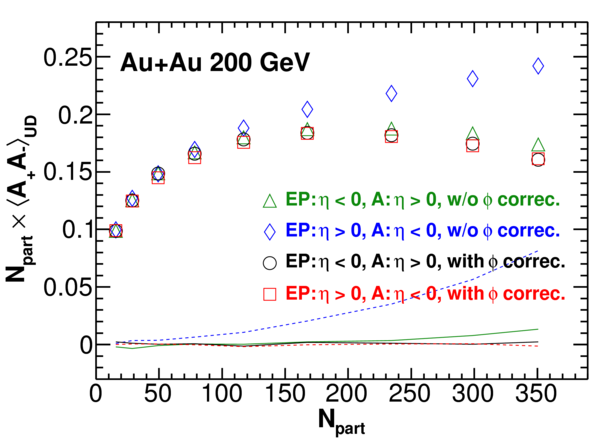 Au+Au 200 GeV
N_part × ⟨A_+A_-⟩_UD
0.25
0.2
0.15
0.1
0.05
0
EP: η < 0, A: η > 0, w/o ϕ correc.
EP: η > 0, A: η < 0, w/o ϕ correc.
EP: η < 0, A: η > 0, with ϕ correc.
EP: η > 0, A: η < 0, with ϕ correc.
0 50 100 150 200 250 300 350
N_part